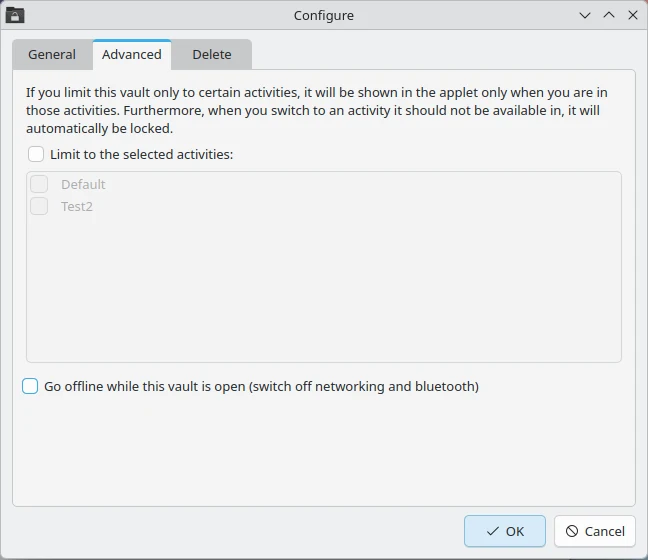 Configure
General
Advanced
Delete
If you limit this vault only to certain activities, it will be shown in the applet only when you are in
those activities. Furthermore, when you switch to an activity it should not be available in, it will
automatically be locked.
Limit to the selected activities:
Default
Test2
Go offline while this vault is open (switch off networking and bluetooth)
OK
Cancel